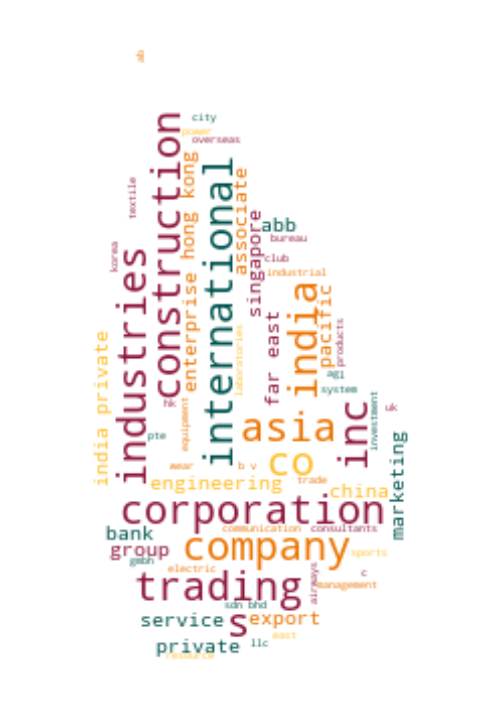 city
power
overseas
construction
textile
hong kong
international
associate
singapore
abb
bureau
korea
industries
club
industrial
enterprise
india
pacific
far east
products
laboratories
india private
agi
system
hk
equipment
inc
investment
uk
asia
pte
marketing
wear
b v
co
trade
engineering
china
corporation
bank
communication
consultants
group
company
sports
gmbh
electric
airways
c
trading
management
sdn bhd
service
s
export
east
private
llc
resource